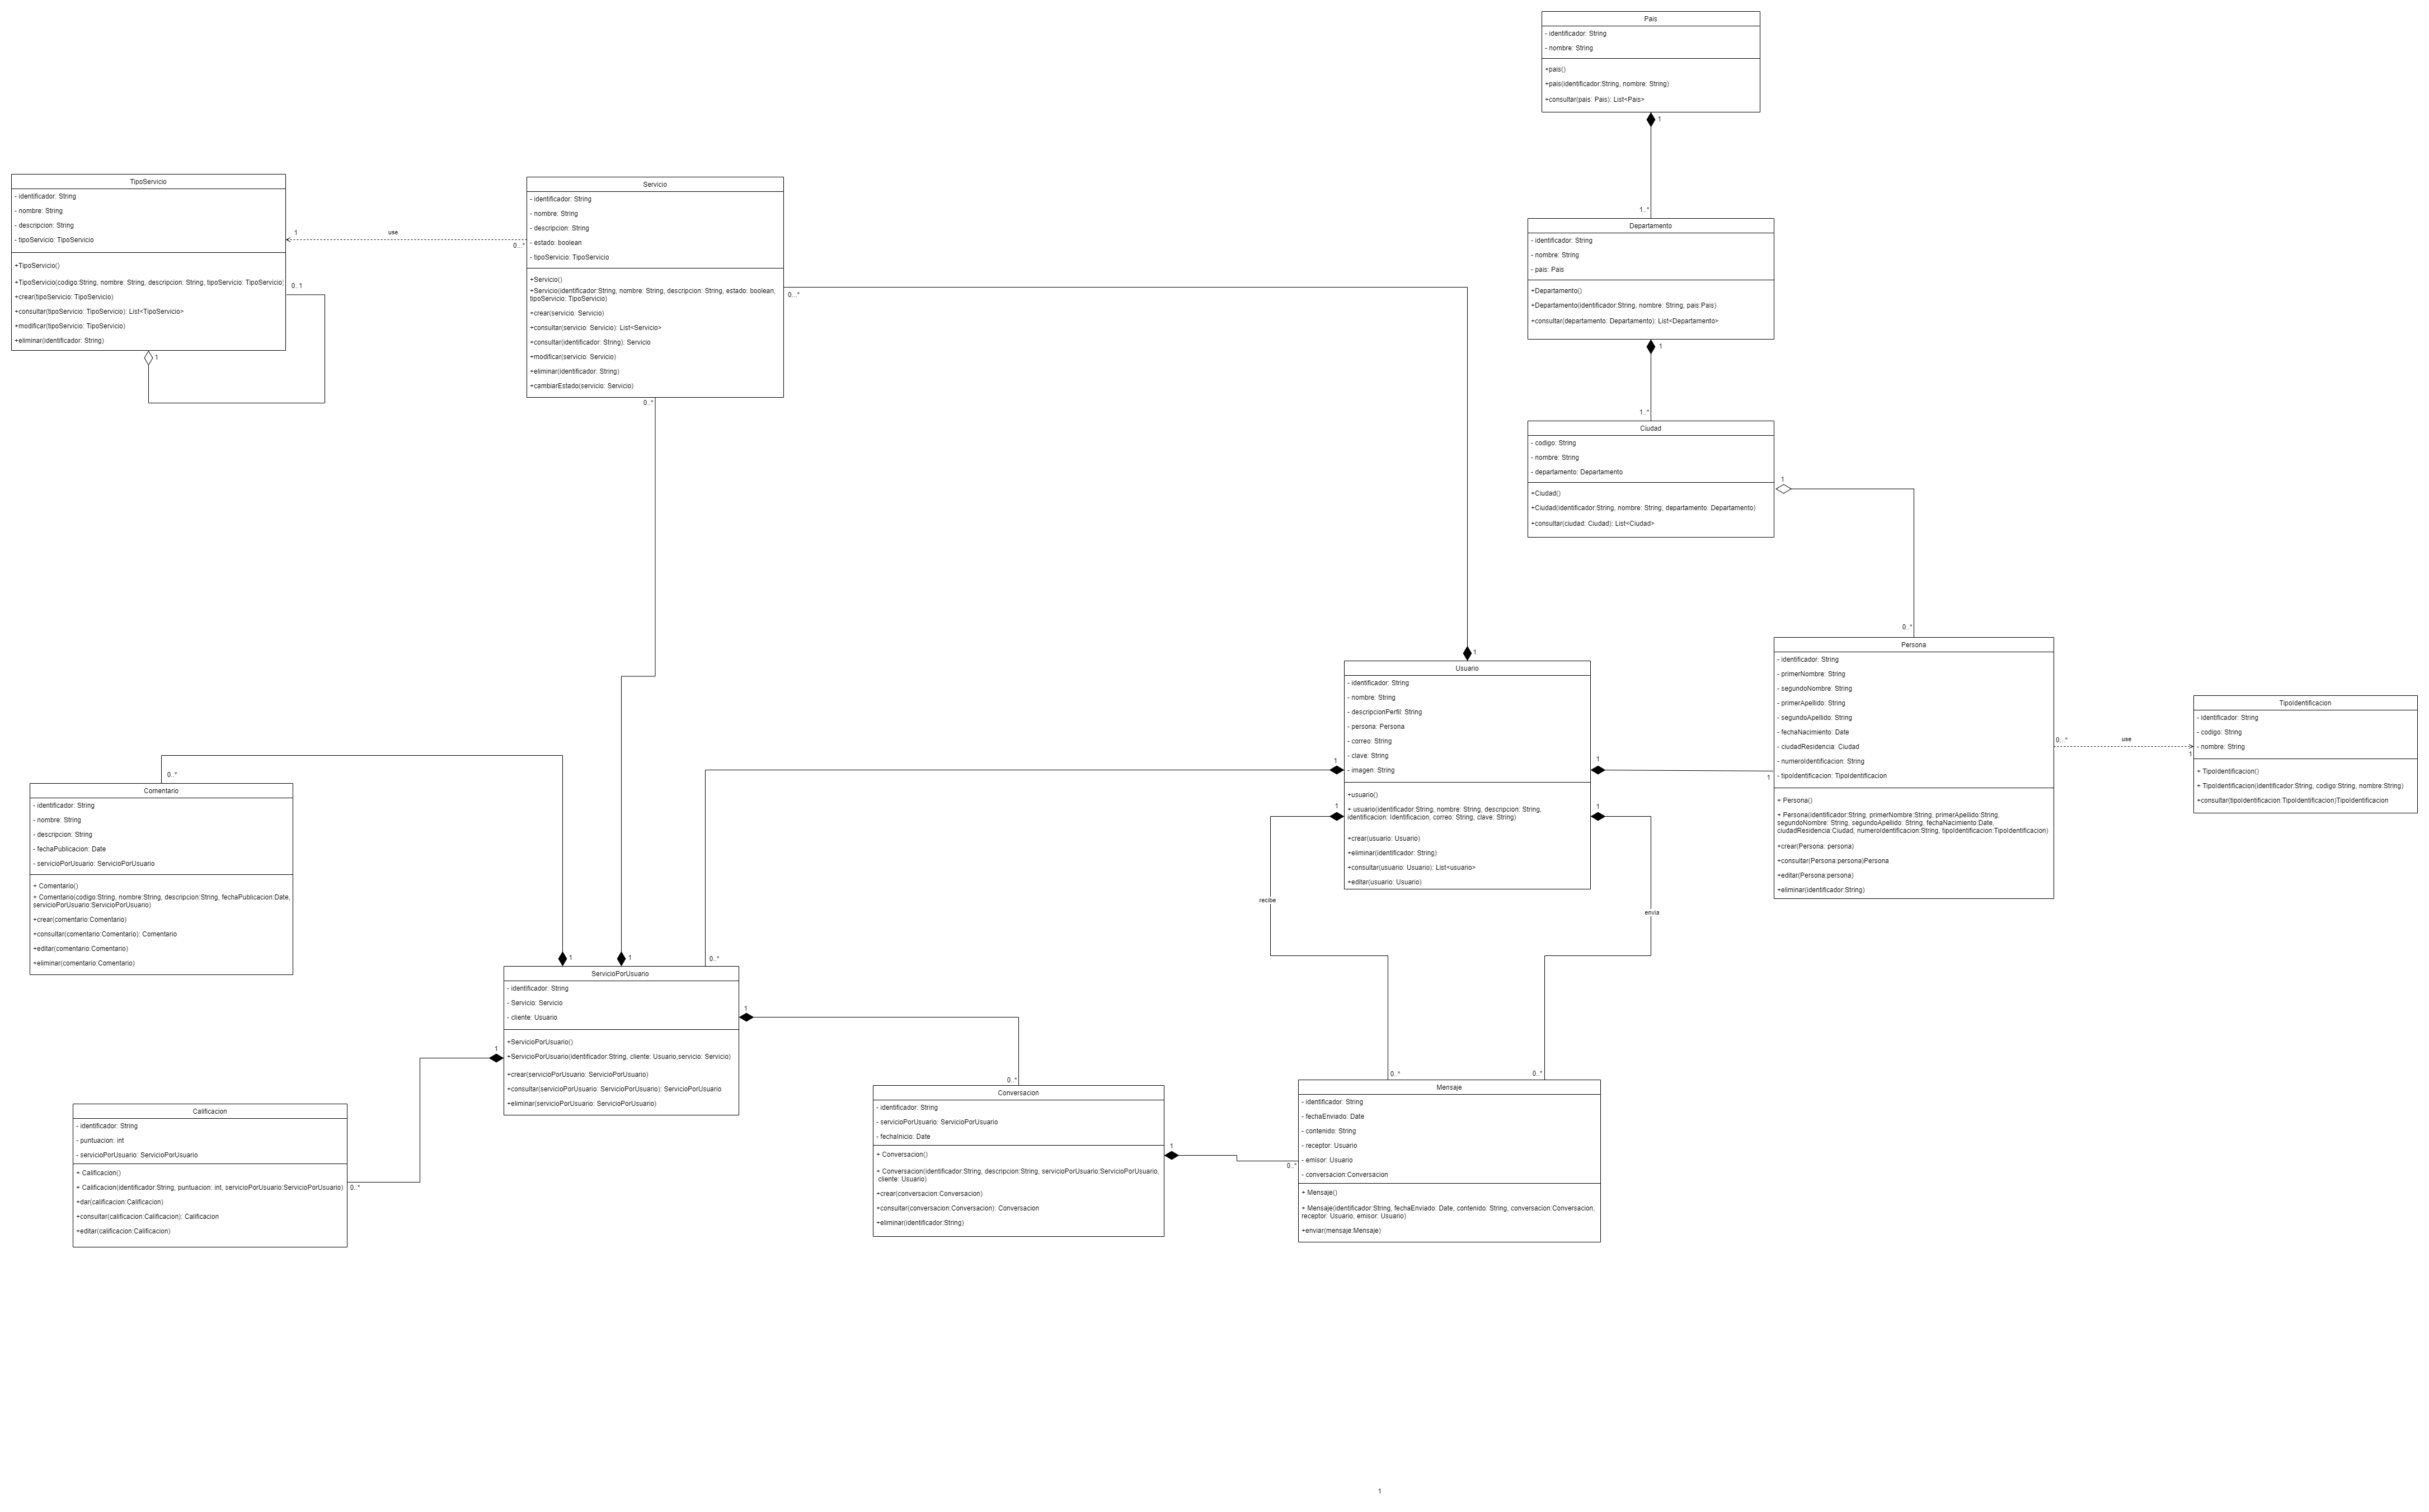 Pais
- identificador: String
- nombre: String
+pais()
+pais(identificador:String, nombre: String)
+consultar(pais: Pais): List<Pais>
1
1..*
TipoServicio
- identificador: String
- nombre: String
- descripcion: String
- tipoServicio: TipoServicio
+TipoServicio()
+TipoServicio(codigo:String, nombre: String, descripcion: String, tipoServicio: TipoServicio)
+crear(tipoServicio: TipoServicio)
+consultar(tipoServicio: TipoServicio): List<TipoServicio>
+modificar(tipoServicio: TipoServicio)
+eliminar(identificador: String)
1
0..1
1
use
0...*
Servicio
- identificador: String
- nombre: String
- descripcion: String
- estado: boolean
- tipoServicio: TipoServicio
+Servicio()
+Servicio(identificador:String, nombre: String, descripcion: String, estado: boolean,
tipoServicio: TipoServicio)
+crear(servicio: Servicio)
+consultar(servicio: Servicio): List<Servicio>
+consultar(identificador: String): Servicio
+modificar(servicio: Servicio)
+eliminar(identificador: String)
+cambiarEstado(servicio: Servicio)
0...*
0..*
Departamento
- identificador: String
- nombre: String
- pais: Pais
+Departamento()
+Departamento(identificador:String, nombre: String, pais:Pais)
+consultar(departamento: Departamento): List<Departamento>
1
1..*
Ciudad
- codigo: String
- nombre: String
- departamento: Departamento
+Ciudad()
+Ciudad(identificador:String, nombre: String, departamento: Departamento)
+consultar(ciudad: Ciudad): List<Ciudad>
1
0..*
Persona
- identificador: String
- primerNombre: String
- segundoNombre: String
- primerApellido: String
- segundoApellido: String
- fechaNacimiento: Date
- ciudadResidencia: Ciudad
- numeroIdentificacion: String
- tipoIdentificacion: TipoIdentificacion
+ Persona()
+ Persona(identificador:String, primerNombre:String, primerApellido:String,
segundoNombre: String, segundoApellido: String, fechaNacimiento:Date,
ciudadResidencia:Ciudad, numeroIdentificacion:String, tipoIdentificacion:TipoIdentificacion)
+crear(Persona: persona)
+consultar(Persona:persona)Persona
+editar(Persona:persona)
+eliminar(identificador:String)
0...*
use
1
TipoIdentificacion
- identificador: String
- codigo: String
- nombre: String
+ TipoIdentificacion()
+ TipoIdentificacion(identificador:String, codigo:String, nombre:String)
+consultar(tipoIdentificacion:TipoIdentificacion)TipoIdentificacion
1
Usuario
- identificador: String
- nombre: String
- descripcionPerfil: String
- persona: Persona
- correo: String
- clave: String
- imagen: String
+usuario()
+ usuario(identificador:String, nombre: String, descripcion: String,
identificacion: Identificacion, correo: String, clave: String)
+crear(usuario: Usuario)
+eliminar(identificador: String)
+consultar(usuario: Usuario): List<usuario>
+editar(usuario: Usuario)
1
1
1
1
1
recibe
envia
0..*
0..*
0..*
Comentario
- identificador: String
- nombre: String
- descripcion: String
- fechaPublicacion: Date
- servicioPorUsuario: ServicioPorUsuario
+ Comentario()
+ Comentario(codigo:String, nombre:String, descripcion:String, fechaPublicacion:Date,
servicioPorUsuario:ServicioPorUsuario)
+crear(comentario:Comentario)
+consultar(comentario:Comentario): Comentario
+editar(comentario:Comentario)
+eliminar(comentario:Comentario)
1
1
0..*
ServicioPorUsuario
- identificador: String
- Servicio: Servicio
- cliente: Usuario
+ServicioPorUsuario()
+ServicioPorUsuario(identificador:String, cliente: Usuario,servicio: Servicio)
+crear(servicioPorUsuario: ServicioPorUsuario)
+consultar(servicioPorUsuario: ServicioPorUsuario): ServicioPorUsuario
+eliminar(servicioPorUsuario: ServicioPorUsuario)
1
1
0..*
Calificacion
- identificador: String
- puntuacion: int
- servicioPorUsuario: ServicioPorUsuario
+ Calificacion()
+ Calificacion(identificador:String, puntuacion: int, servicioPorUsuario:ServicioPorUsuario)
+dar(calificacion:Calificacion)
+consultar(calificacion:Calificacion): Calificacion
+editar(calificacion:Calificacion)
0..*
Conversacion
- identificador: String
- servicioPorUsuario: ServicioPorUsuario
- fechaInicio: Date
+ Conversacion()
+ Conversacion(identificador:String, descripcion:String, servicioPorUsuario:ServicioPorUsuario,
cliente: Usuario)
+crear(conversacion:Conversacion)
+consultar(conversacion:Conversacion): Conversacion
+eliminar(identificador:String)
1
0..*
Mensaje
- identificador: String
- fechaEnviado: Date
- contenido: String
- receptor: Usuario
- emisor: Usuario
- conversacion:Conversacion
+ Mensaje()
+ Mensaje(identificador:String, fechaEnviado: Date, contenido: String, conversacion:Conversacion,
receptor: Usuario, emisor: Usuario)
+enviar(mensaje:Mensaje)
1